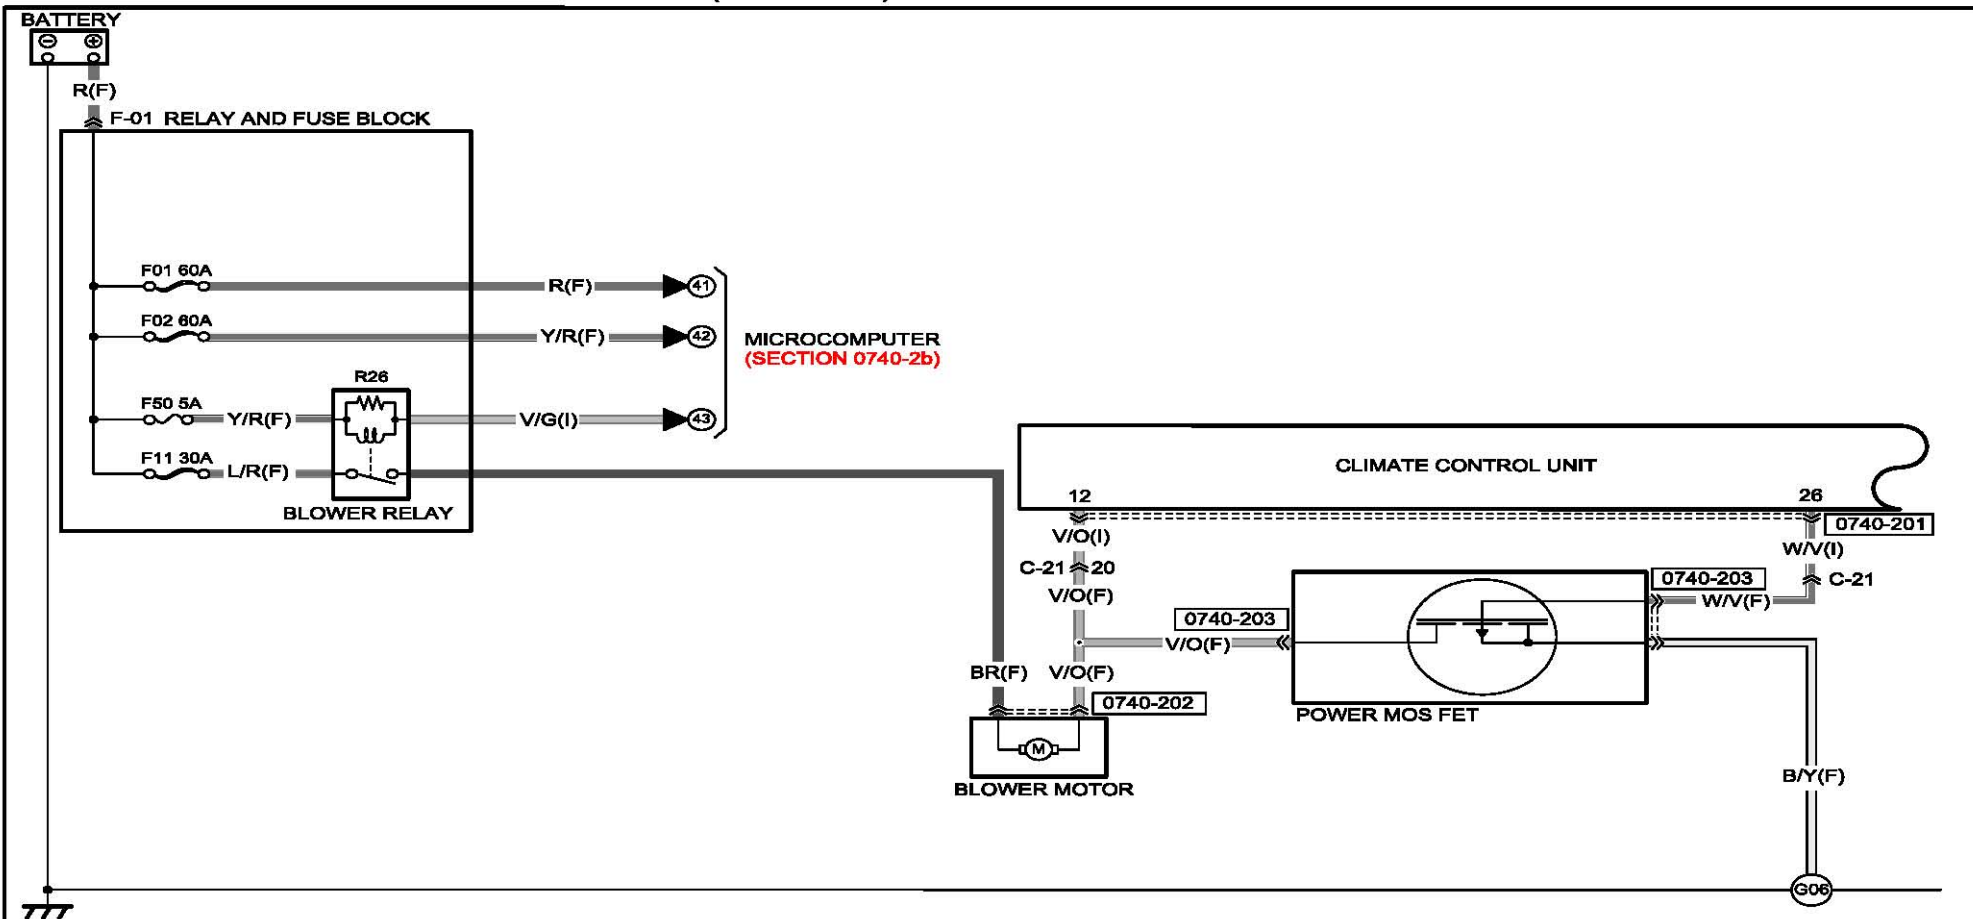 BATTERY
R(F)
F-01 RELAY AND FUSE BLOCK
F01 60A
R(F)
41
F02 60A
Y/R(F)
42
MICROCOMPUTER
(SECTION 0740-2b)
R26
F50 5A
Y/R(F)
V/G(I)
43
F11 30A
L/R(F)
BLOWER RELAY
CLIMATE CONTROL UNIT
12
26
0740-201
V/O(I)
W/V(I)
C-21
20
0740-203
C-21
V/O(F)
W/V(F)
0740-203
V/O(F)
BR(F)
V/O(F)
0740-202
POWER MOS FET
M
BLOWER MOTOR
B/Y(F)
G06